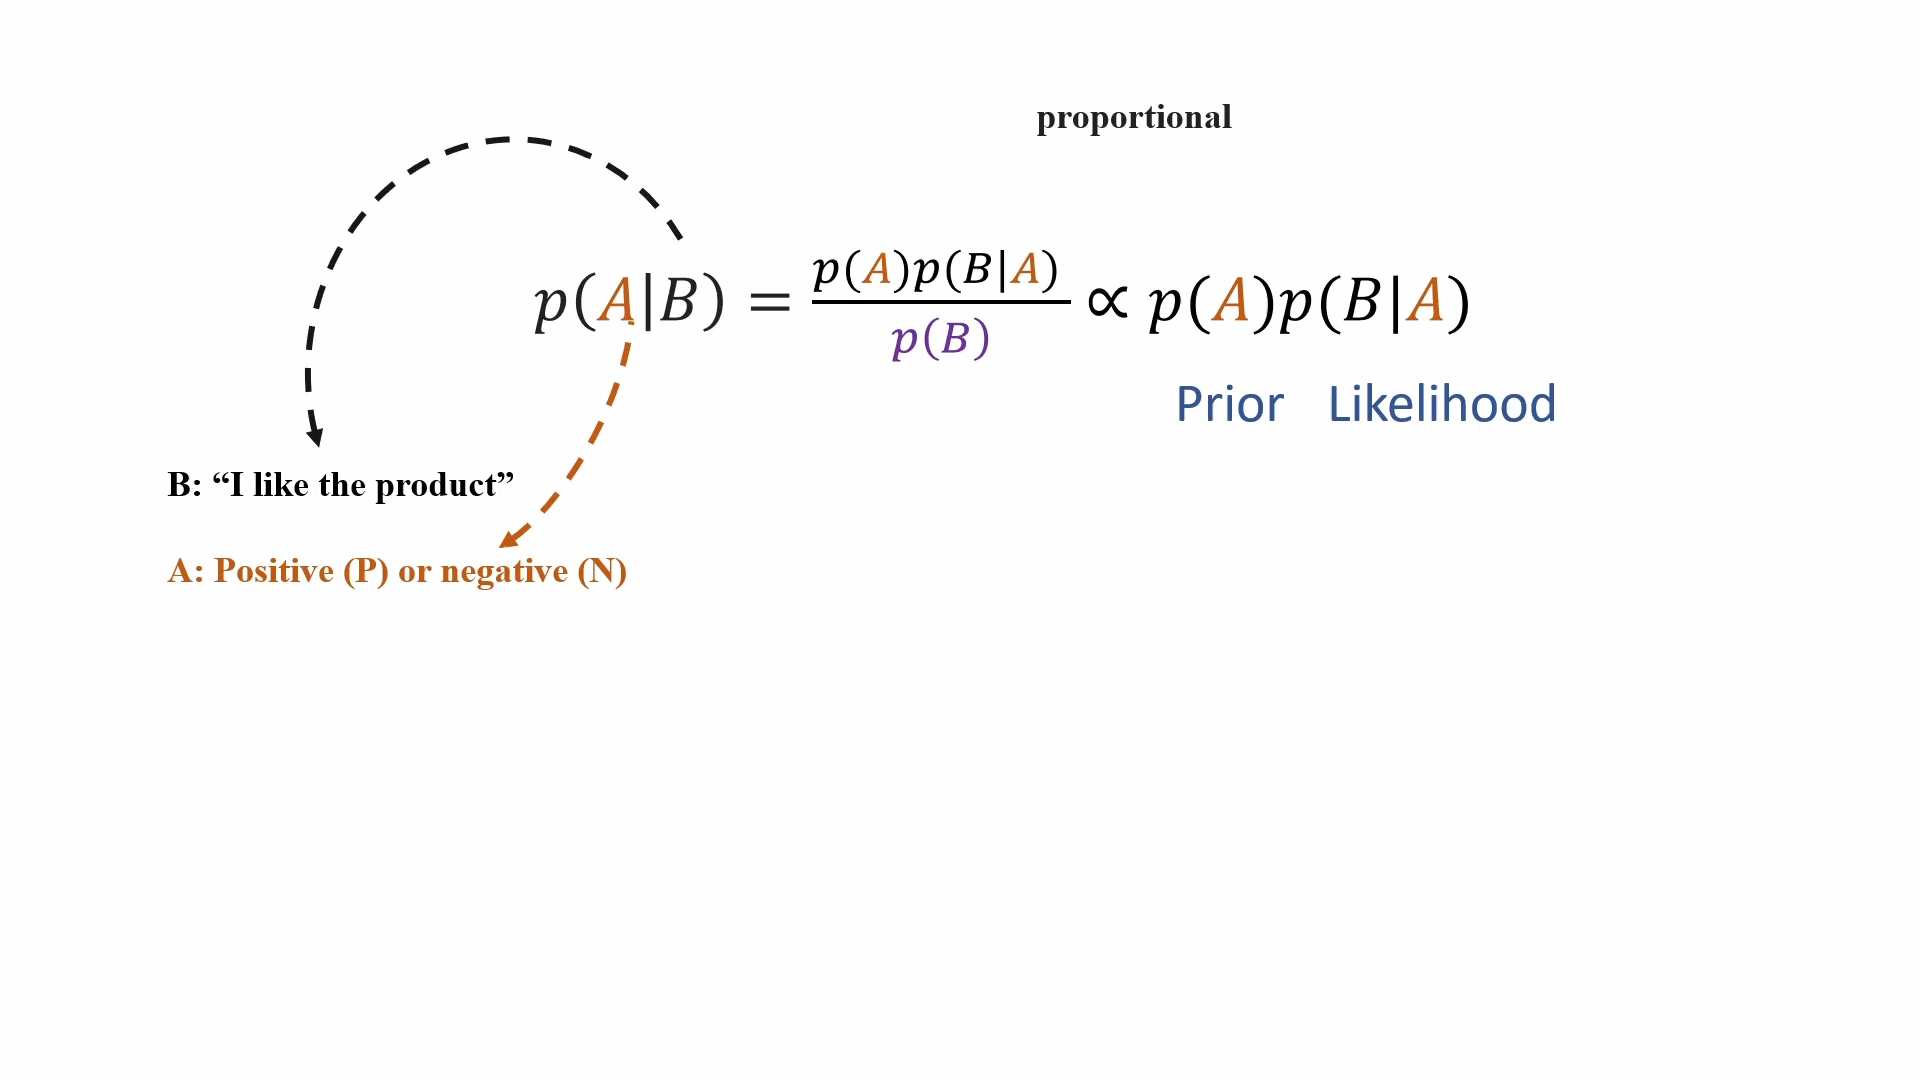 proportional
p(A|B) = p(A)p(B|A) / p(B) ∝ p(A)p(B|A)
Prior Likelihood
B: “I like the product”
A: Positive (P) or negative (N)